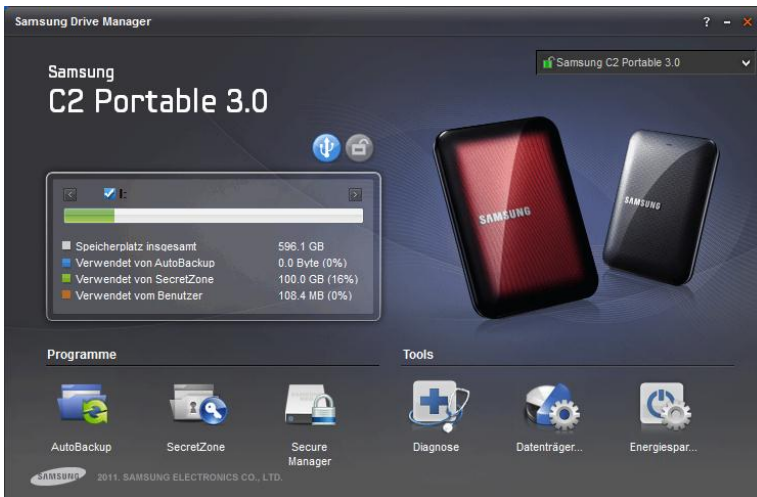 Samsung Drive Manager
? – ×
Samsung C2 Portable 3.0
Samsung
C2 Portable 3.0
I:
Speicherplatz insgesamt 596.1 GB
Verwendet von AutoBackup 0.0 Byte (0%)
Verwendet von SecretZone 100.0 GB (16%)
Verwendet vom Benutzer 108.4 MB (0%)
SAMSUNG
SAMSUNG
Programme
Tools
AutoBackup
SecretZone
Secure
Manager
Diagnose
Datenträger...
Energiespar...
SAMSUNG 2011. SAMSUNG ELECTRONICS CO., LTD.